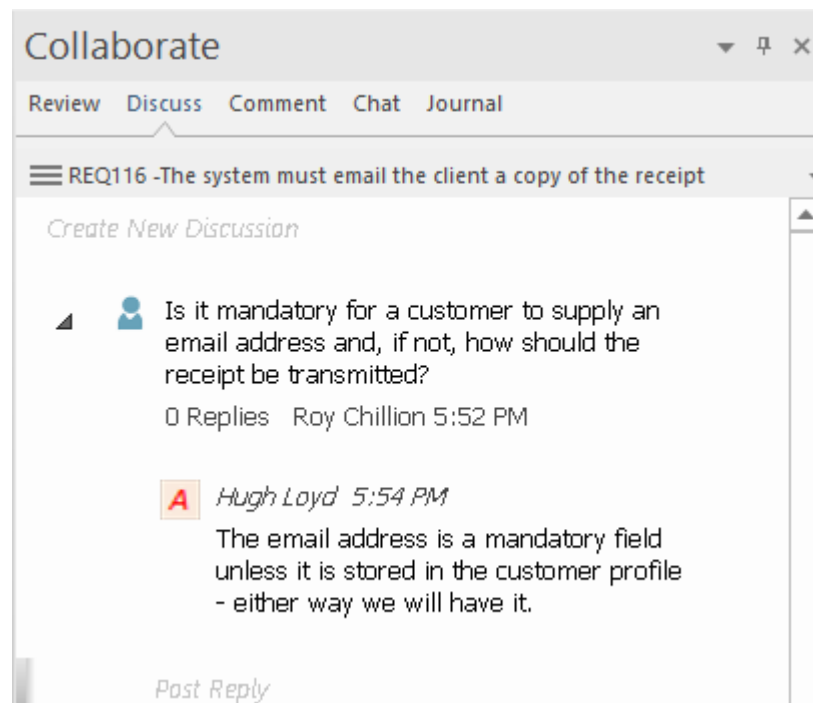 Collaborate
Review Discuss Comment Chat Journal
REQ116 -The system must email the client a copy of the receipt
Create New Discussion
Is it mandatory for a customer to supply an
email address and, if not, how should the
receipt be transmitted?
0 Replies Roy Chillion 5:52 PM
A Hugh Loyd 5:54 PM
The email address is a mandatory field
unless it is stored in the customer profile
- either way we will have it.
Post Reply